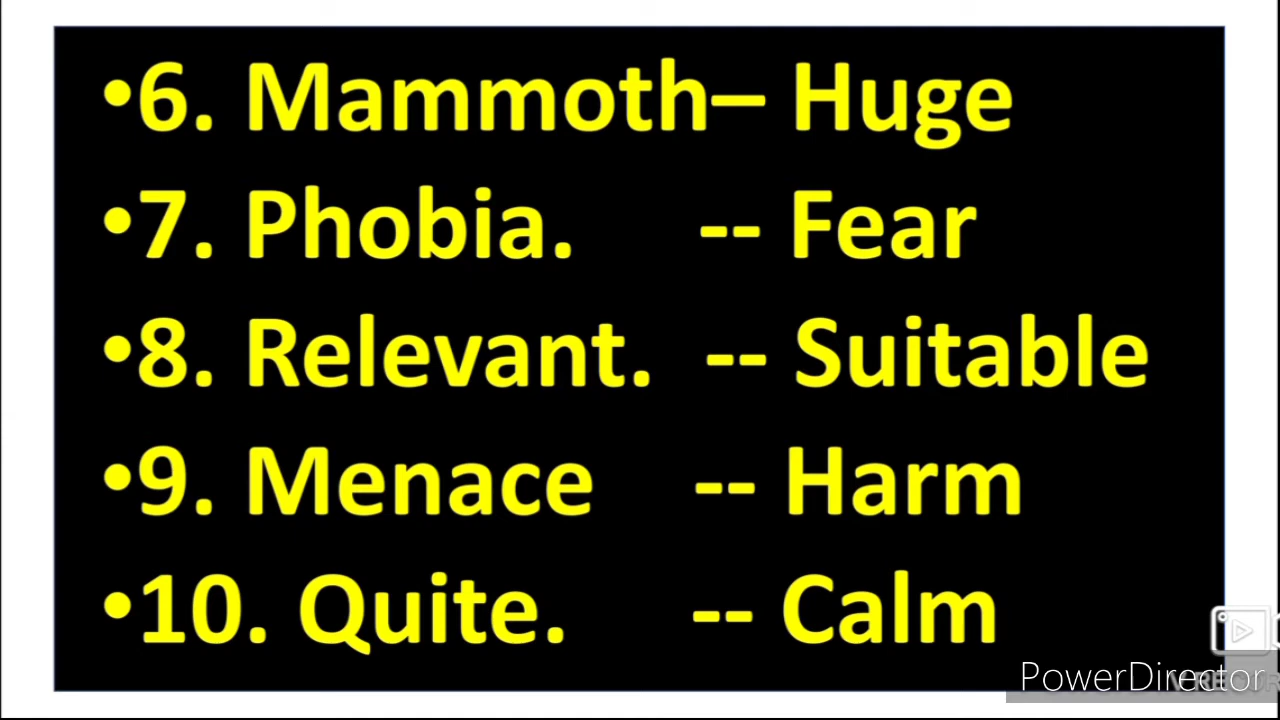 •6. Mammoth– Huge
•7. Phobia. -- Fear
•8. Relevant. -- Suitable
•9. Menace -- Harm
•10. Quite. -- Calm
PowerDirector